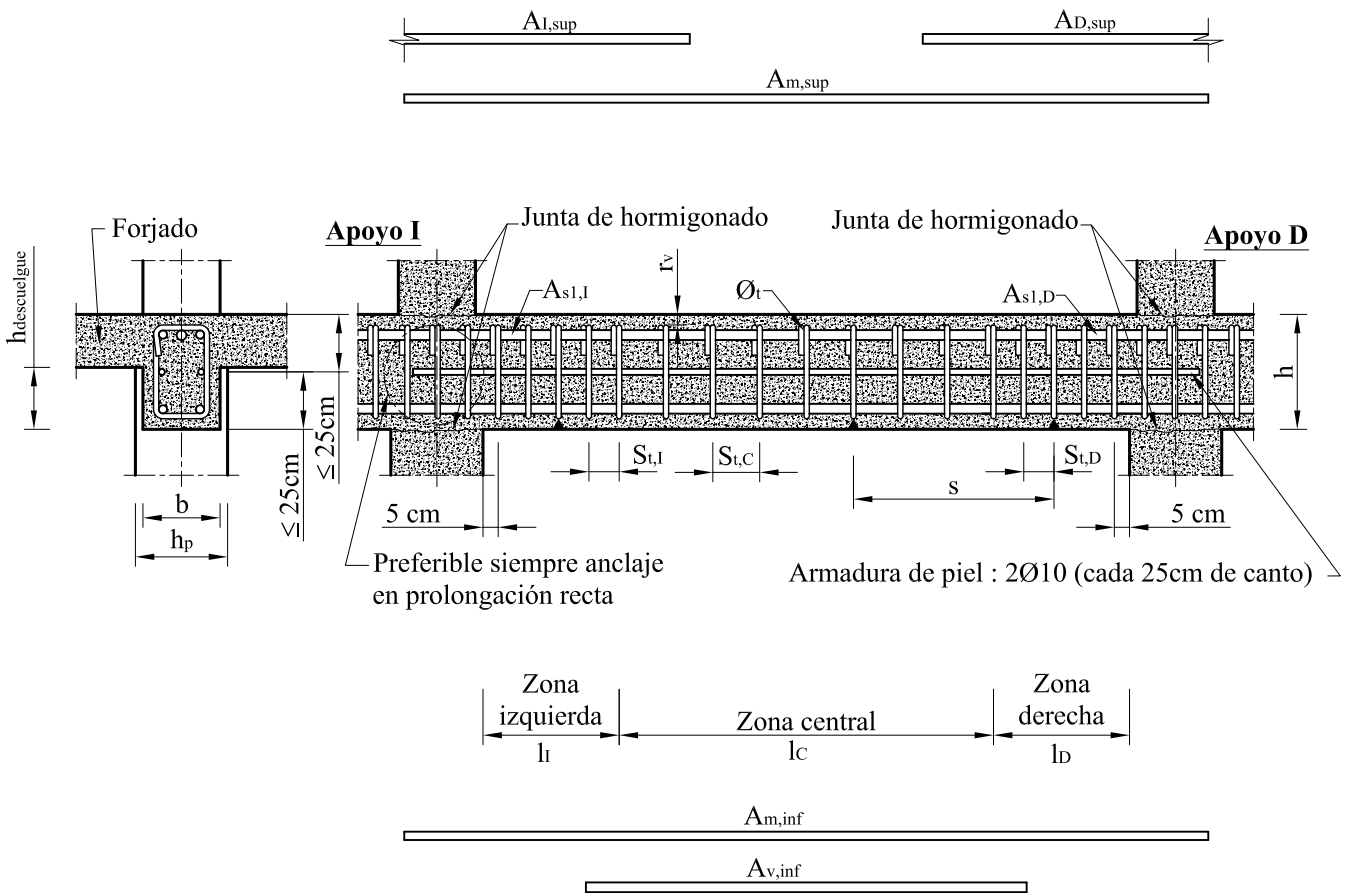 AI,sup
AD,sup
Am,sup
Forjado
Apoyo I
Junta de hormigonado
Junta de hormigonado
Apoyo D
hdescuelgue
rv
As1,I
Øt
As1,D
h
≤ 25cm
≤ 25cm
St,I
St,C
St,D
s
b
hp
5 cm
5 cm
Preferible siempre anclaje
en prolongación recta
Armadura de piel : 2Ø10 (cada 25cm de canto)
Zona
izquierda
lI
Zona central
lC
Zona
derecha
lD
Am,inf
Av,inf